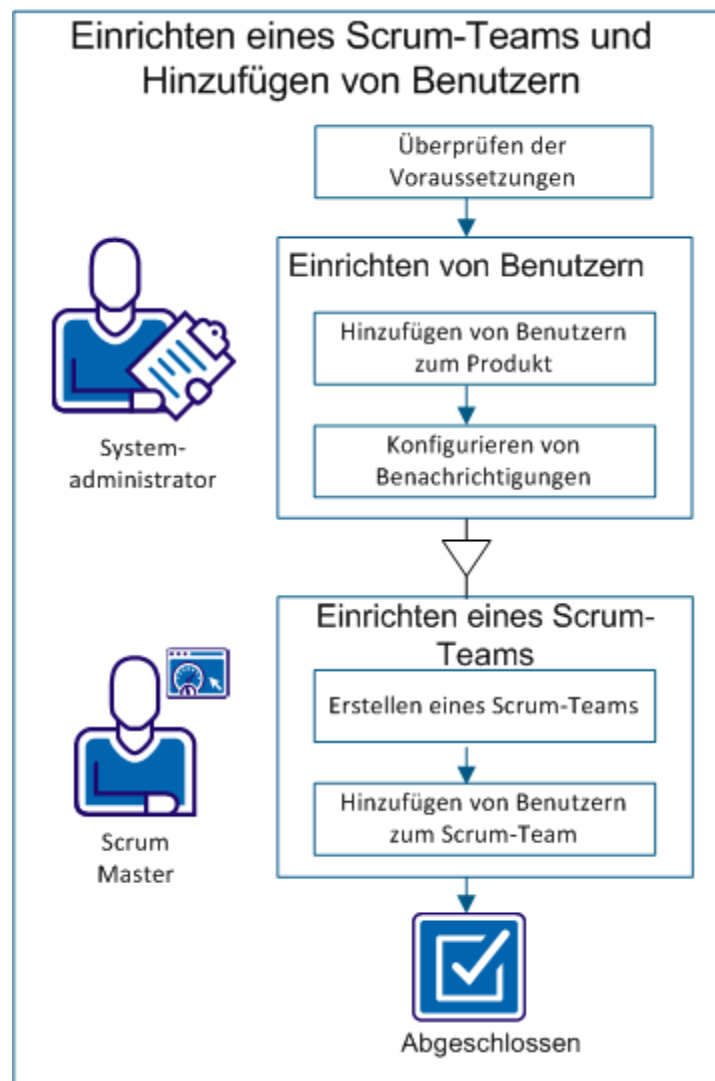 Einrichten eines Scrum-Teams und
Hinzufügen von Benutzern
Überprüfen der
Voraussetzungen
Einrichten von Benutzern
Hinzufügen von Benutzern
zum Produkt
Konfigurieren von
Benachrichtigungen
System-
administrator
Einrichten eines Scrum-
Teams
Erstellen eines Scrum-Teams
Hinzufügen von Benutzern
zum Scrum-Team
Scrum
Master
Abgeschlossen